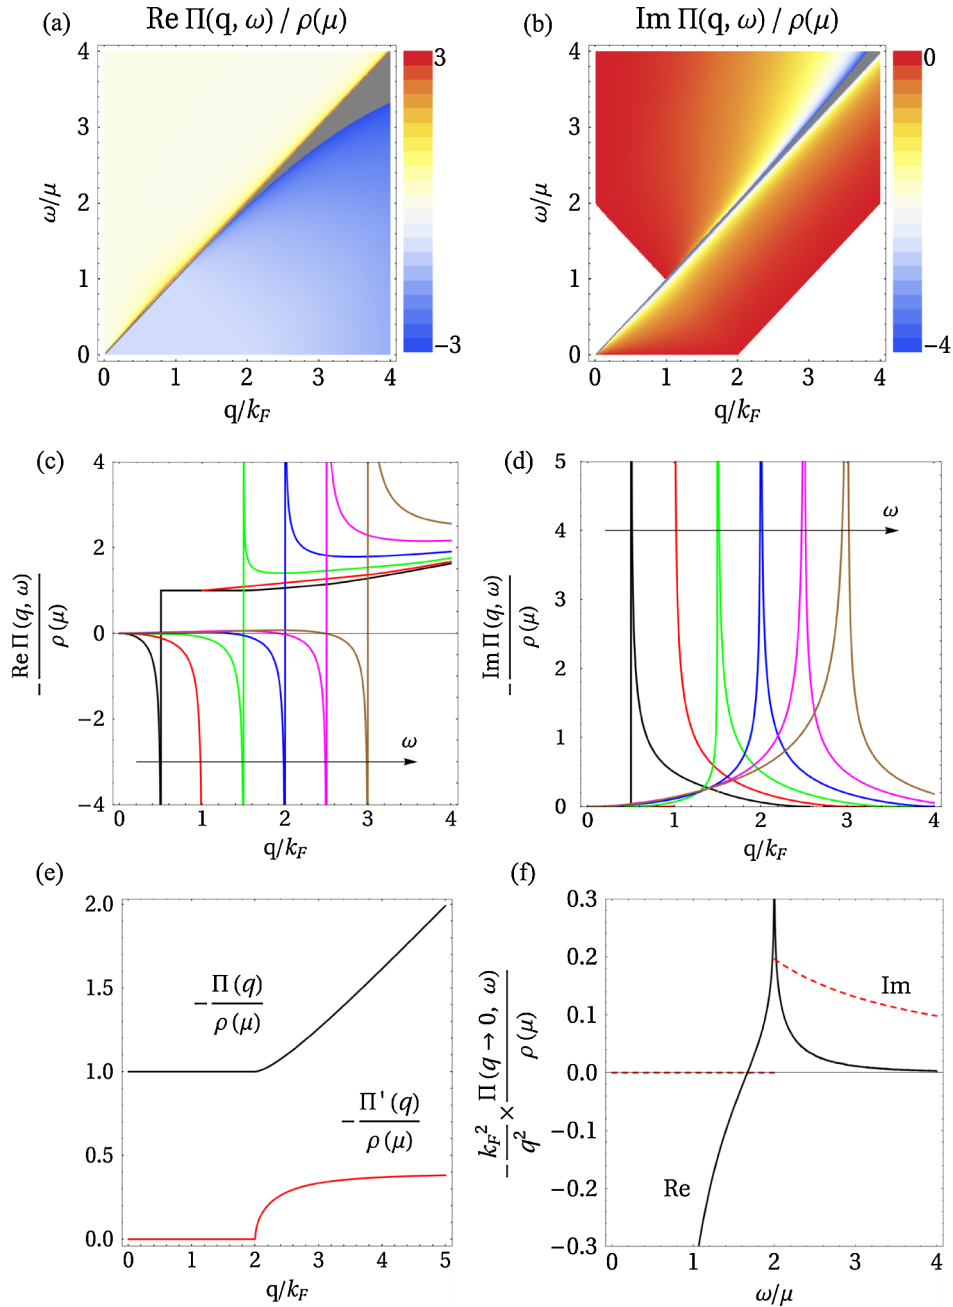 (a) Re Π(q, ω) / ρ(μ)
(b) Im Π(q, ω) / ρ(μ)
4
3
2
1
0
ω/μ
0 1 2 3 4
q/k_F
3
−3
4
3
2
1
0
ω/μ
0 1 2 3 4
q/k_F
0
−4
(c)
4
2
0
−2
−4
− Re Π (q, ω)
ρ (μ)
ω
0 1 2 3 4
q/k_F
(d)
5
4
3
2
1
0
− Im Π (q, ω)
ρ (μ)
ω
0 1 2 3 4
q/k_F
(e)
2.0
1.5
1.0
0.5
0.0
− Π (q)
ρ (μ)
− Π ' (q)
ρ (μ)
0 1 2 3 4 5
q/k_F
(f)
0.3
0.2
0.1
0.0
−0.1
−0.2
−0.3
− k_F^2
q^2
× Π (q → 0, ω)
ρ (μ)
Im
Re
0 1 2 3 4
ω/μ